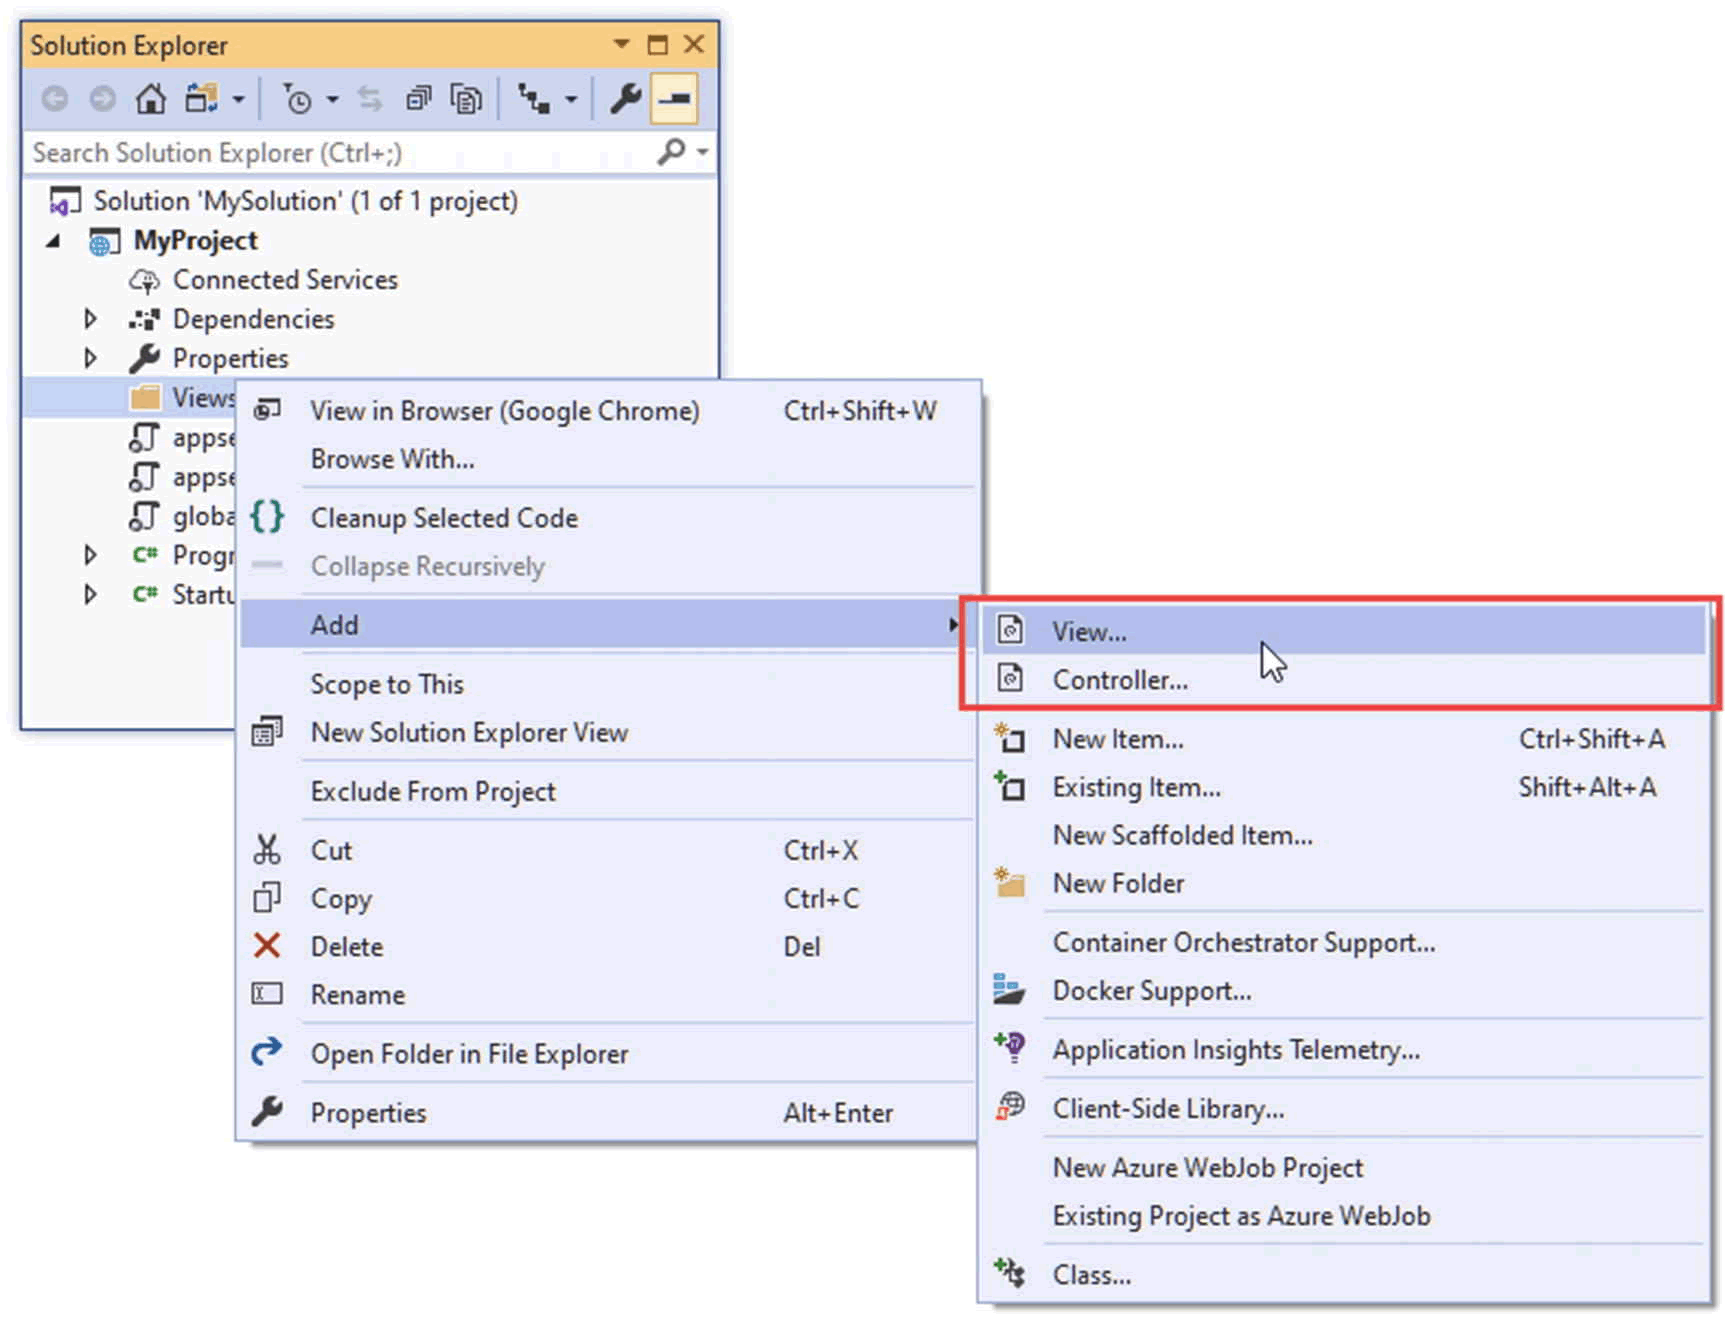 Solution Explorer
Search Solution Explorer (Ctrl+;)
Solution 'MySolution' (1 of 1 project)
MyProject
Connected Services
Dependencies
Properties
Views
appse
appse
globa
C# Progr
C# Startu
View in Browser (Google Chrome) Ctrl+Shift+W
Browse With...
Cleanup Selected Code
Collapse Recursively
Add
Scope to This
New Solution Explorer View
Exclude From Project
Cut Ctrl+X
Copy Ctrl+C
Delete Del
Rename
Open Folder in File Explorer
Properties Alt+Enter
View...
Controller...
New Item... Ctrl+Shift+A
Existing Item... Shift+Alt+A
New Scaffolded Item...
New Folder
Container Orchestrator Support...
Docker Support...
Application Insights Telemetry...
Client-Side Library...
New Azure WebJob Project
Existing Project as Azure WebJob
Class...